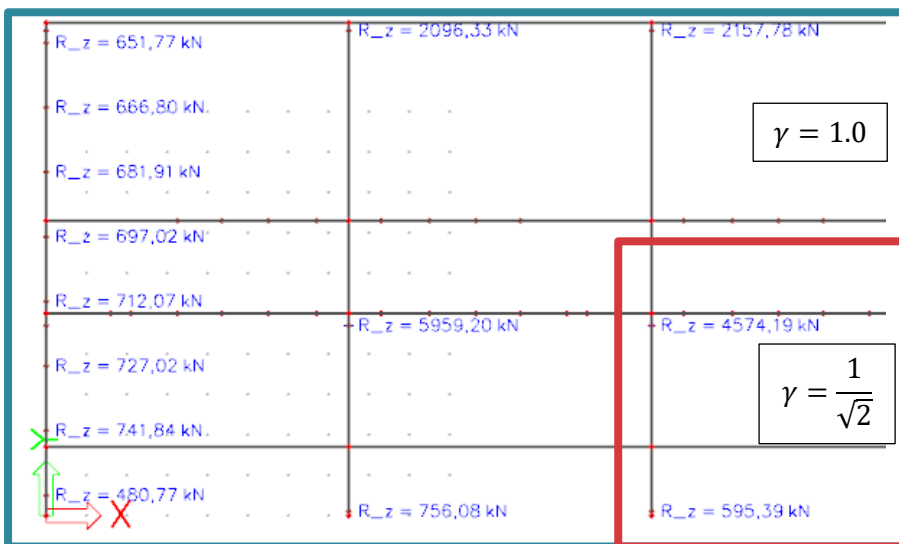 R_z = 651,77 kN
R_z = 2096,33 kN
R_z = 2157,78 kN
R_z = 666,80 kN
γ = 1.0
R_z = 681,91 kN
R_z = 697,02 kN
R_z = 712,07 kN
R_z = 5959,20 kN
R_z = 4574,19 kN
R_z = 727,02 kN
γ = 1/√2
R_z = 741,84 kN
Y
R_z = 480,77 kN
X
R_z = 756,08 kN
R_z = 595,39 kN